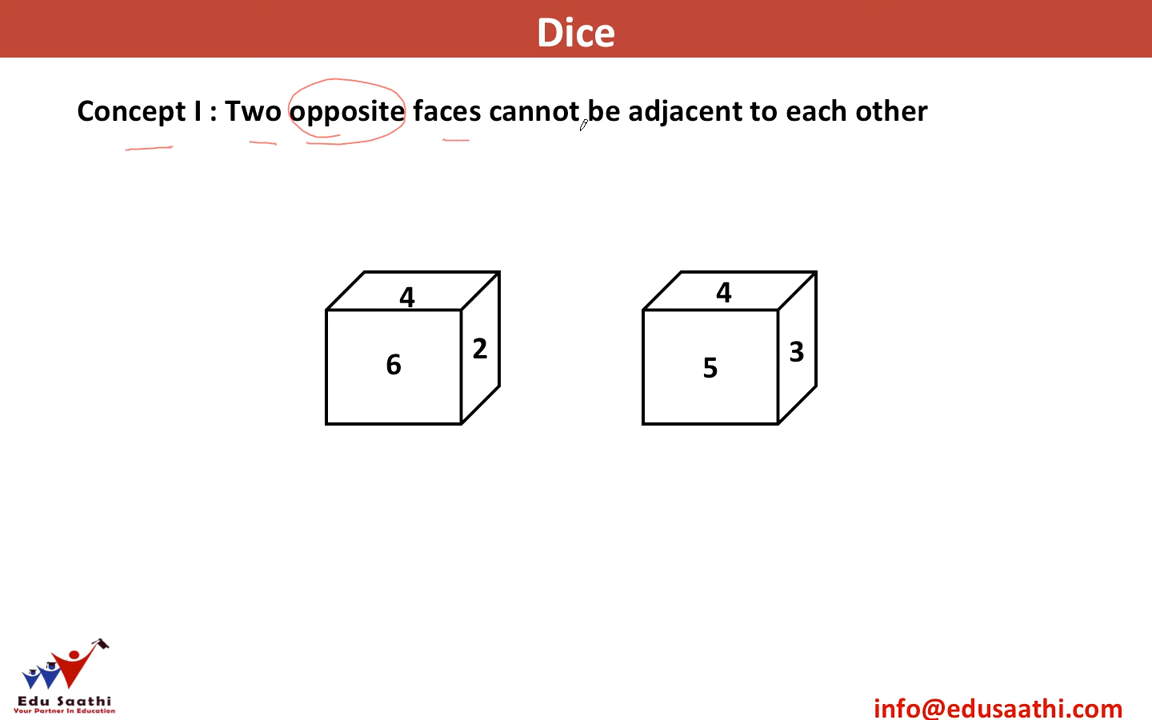 Dice
Concept I : Two opposite faces cannot be adjacent to each other
4
6
2
4
5
3
Edu Saathi
Your Partner In Education
info@edusaathi.com